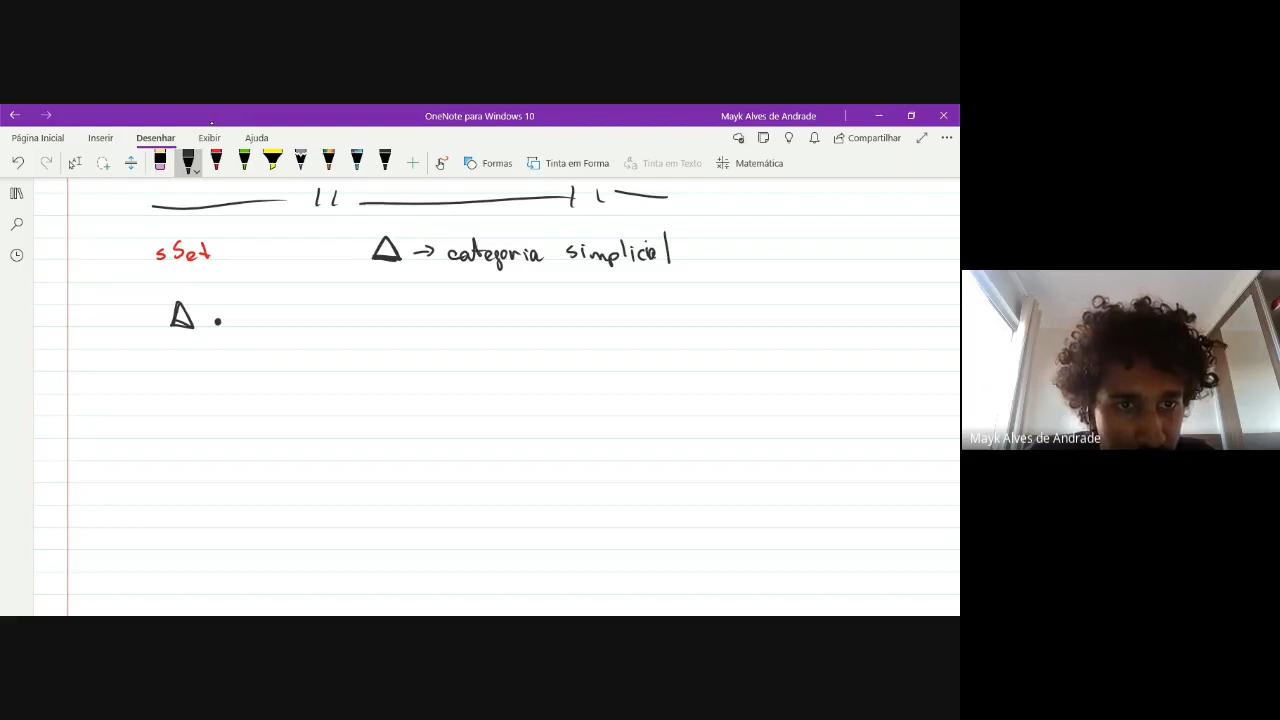 OneNote para Windows 10
Mayk Alves de Andrade
Página Inicial Inserir Desenhar Exibir Ajuda
Compartilhar
Formas Tinta em Forma Tinta em Texto Matemática
sSet Δ → categoria simplicial
Δ •
Mayk Alves de Andrade